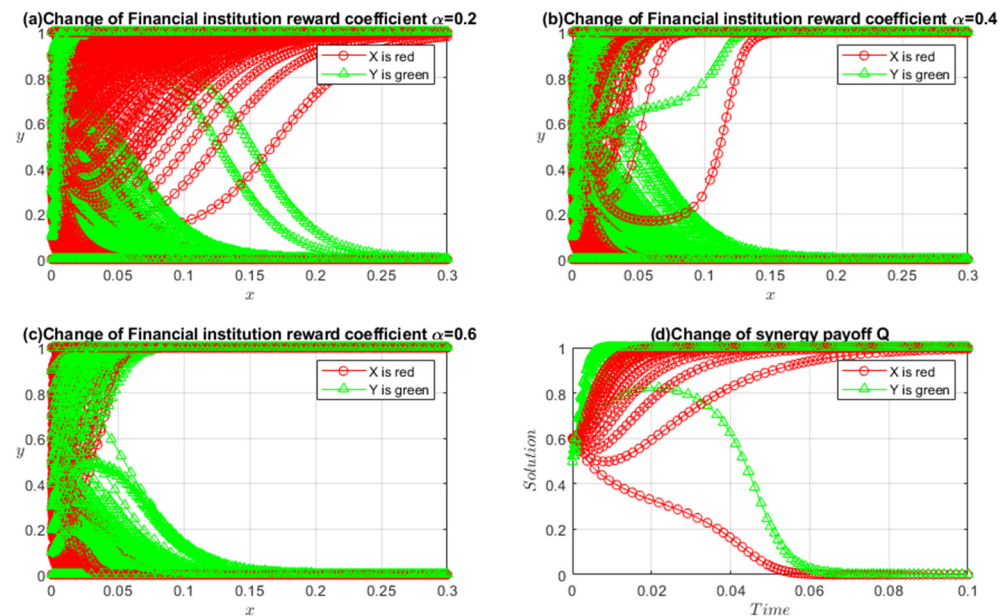 (a)Change of Financial institution reward coefficient α=0.2
1
0.8
0.6
y
0.4
0.2
0
0 0.05 0.1 0.15 0.2 0.25 0.3
x
X is red
Y is green
(b)Change of Financial institution reward coefficient α=0.4
1
0.8
0.6
y
0.4
0.2
0
0 0.05 0.1 0.15 0.2 0.25 0.3
x
X is red
Y is green
(c)Change of Financial institution reward coefficient α=0.6
1
0.8
0.6
y
0.4
0.2
0
0 0.05 0.1 0.15 0.2 0.25 0.3
x
X is red
Y is green
(d)Change of synergy payoff Q
1
0.8
0.6
Solution
0.4
0.2
0
0 0.02 0.04 0.06 0.08 0.1
Time
X is red
Y is green